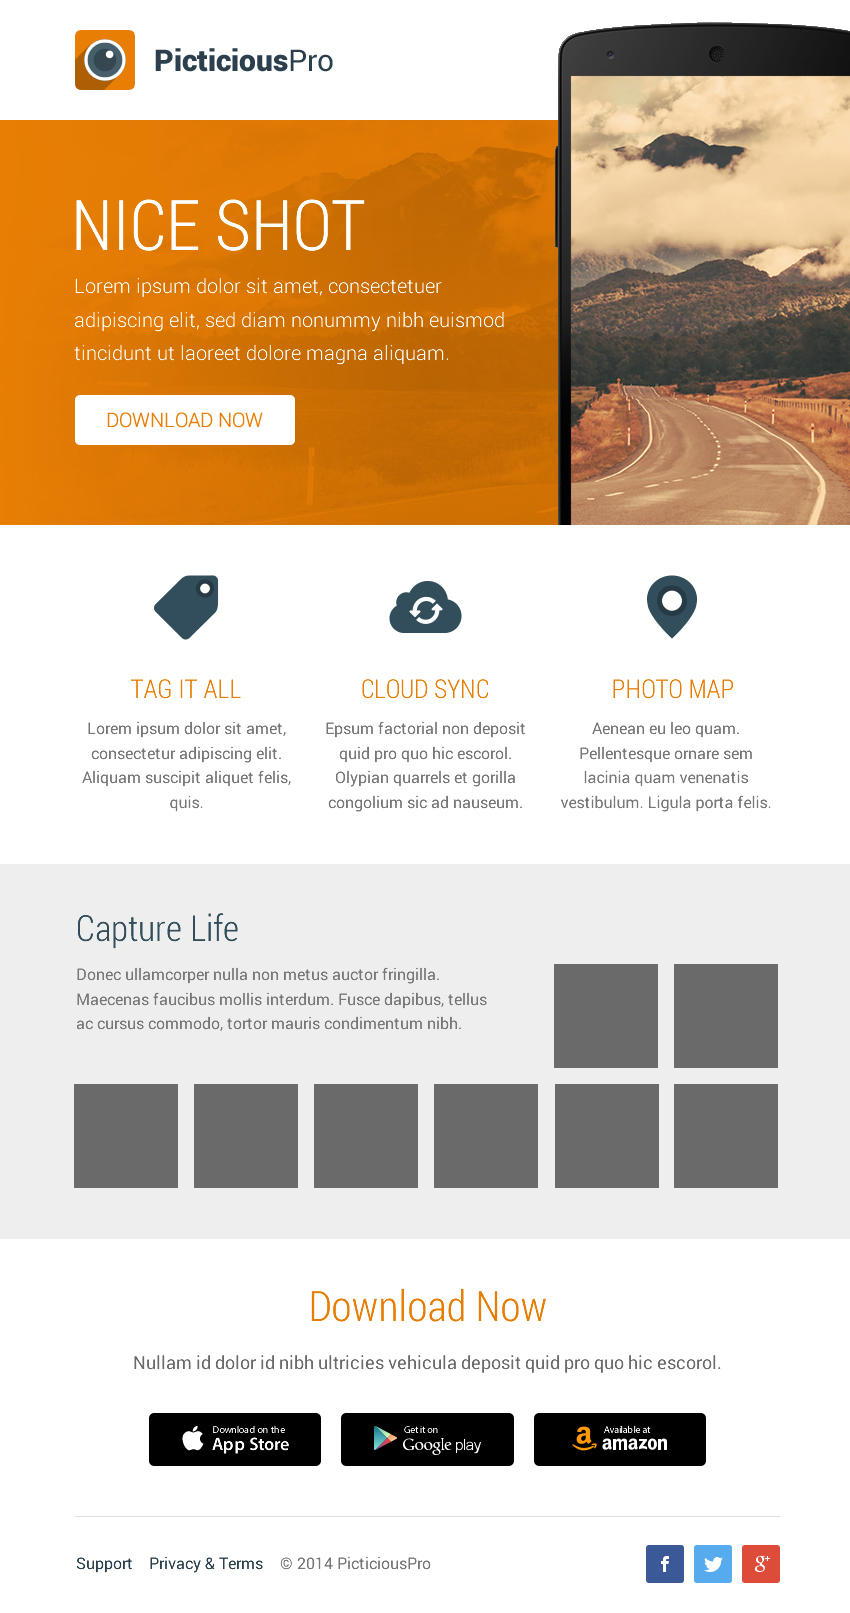 PicticiousPro
NICE SHOT
Lorem ipsum dolor sit amet, consectetuer
adipiscing elit, sed diam nonummy nibh euismod
tincidunt ut laoreet dolore magna aliquam.
DOWNLOAD NOW
TAG IT ALL
Lorem ipsum dolor sit amet,
consectetur adipiscing elit.
Aliquam suscipit aliquet felis,
quis.
CLOUD SYNC
Epsum factorial non deposit
quid pro quo hic escorol.
Olypian quarrels et gorilla
congolium sic ad nauseum.
PHOTO MAP
Aenean eu leo quam.
Pellentesque ornare sem
lacinia quam venenatis
vestibulum. Ligula porta felis.
Capture Life
Donec ullamcorper nulla non metus auctor fringilla.
Maecenas faucibus mollis interdum. Fusce dapibus, tellus
ac cursus commodo, tortor mauris condimentum nibh.
Download Now
Nullam id dolor id nibh ultricies vehicula deposit quid pro quo hic escorol.
Download on the
App Store
Get it on
Google play
a
Available at
amazon
Support Privacy & Terms © 2014 PicticiousPro
f
g+